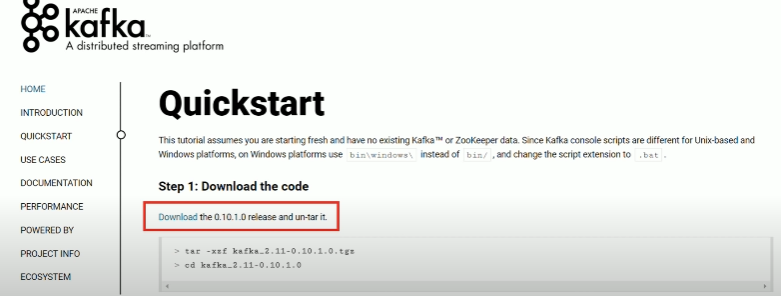 APACHE
kafka™
A distributed streaming platform
HOME
INTRODUCTION
QUICKSTART
USE CASES
DOCUMENTATION
PERFORMANCE
POWERED BY
PROJECT INFO
ECOSYSTEM
Quickstart
This tutorial assumes you are starting fresh and have no existing Kafka™ or ZooKeeper data. Since Kafka console scripts are different for Unix-based and
Windows platforms, on Windows platforms use bin\windows\ instead of bin/ , and change the script extension to .bat .
Step 1: Download the code
Download the 0.10.1.0 release and un-tar it.
> tar -xzf kafka_2.11-0.10.1.0.tgz
> cd kafka_2.11-0.10.1.0